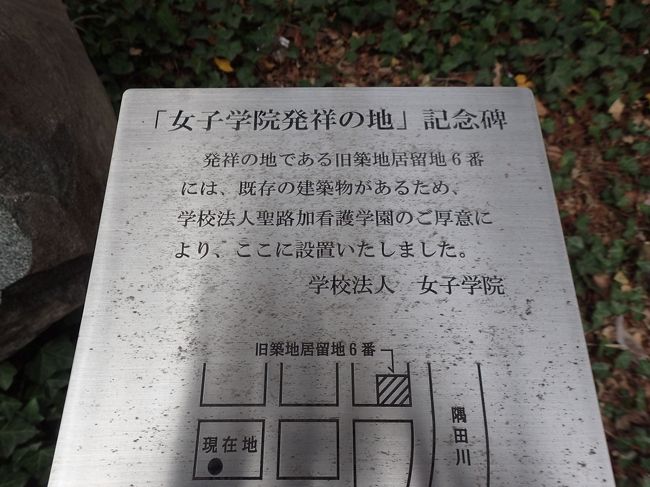 「女子学院発祥の地」記念碑
発祥の地である旧築地居留地6番
には、既存の建築物があるため、
学校法人聖路加看護学園のご厚意に
より、ここに設置いたしました。
学校法人 女子学院
旧築地居留地6番
隅田川
現在地